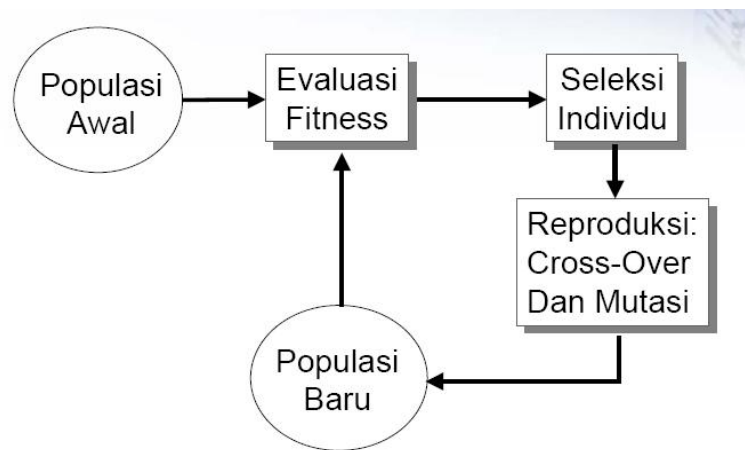 Populasi
Awal
Evaluasi
Fitness
Seleksi
Individu
Reproduksi:
Cross-Over
Dan Mutasi
Populasi
Baru